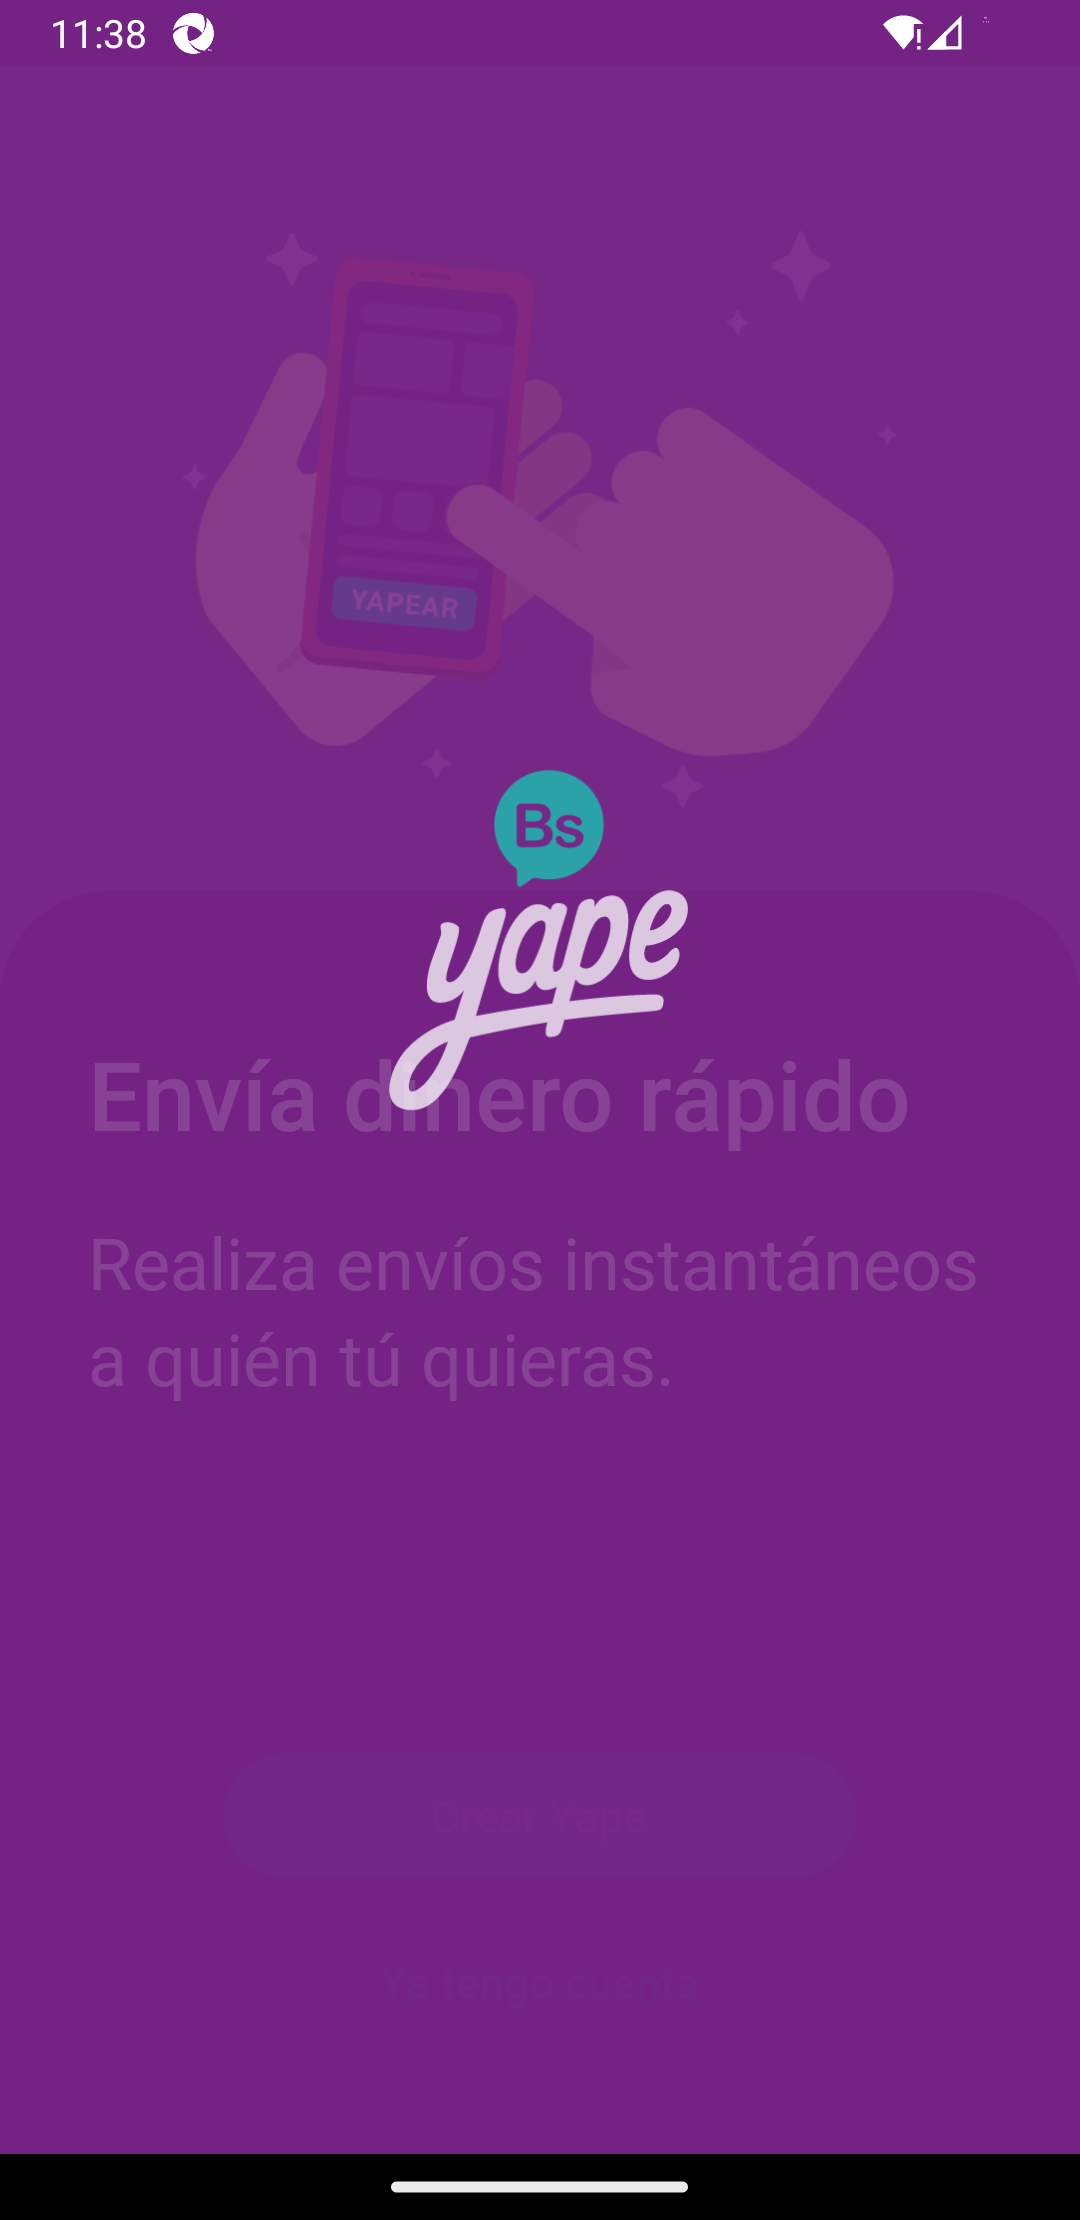 11:38
YAPEAR
Bs
yape
Envía dinero rápido
Realiza envíos instantáneos
a quién tú quieras.
Crear Yape
Ya tengo cuenta